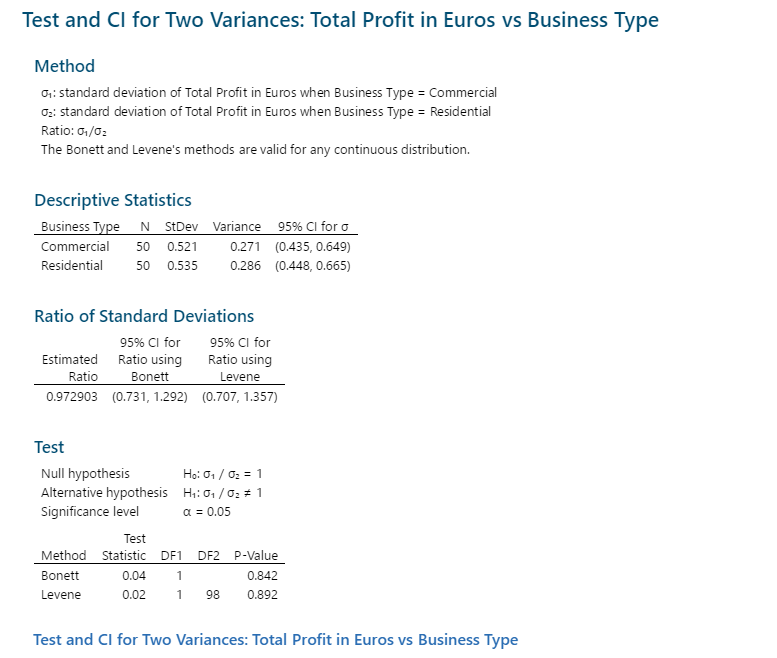 Test and CI for Two Variances: Total Profit in Euros vs Business Type
Method
σ₁: standard deviation of Total Profit in Euros when Business Type = Commercial
σ₂: standard deviation of Total Profit in Euros when Business Type = Residential
Ratio: σ₁/σ₂
The Bonett and Levene's methods are valid for any continuous distribution.
Descriptive Statistics
Business Type N StDev Variance 95% CI for σ
Commercial 50 0.521 0.271 (0.435, 0.649)
Residential 50 0.535 0.286 (0.448, 0.665)
Ratio of Standard Deviations
95% CI for 95% CI for
Estimated Ratio using Ratio using
Ratio Bonett Levene
0.972903 (0.731, 1.292) (0.707, 1.357)
Test
Null hypothesis H₀: σ₁ / σ₂ = 1
Alternative hypothesis H₁: σ₁ / σ₂ ≠ 1
Significance level α = 0.05
Test
Method Statistic DF1 DF2 P-Value
Bonett 0.04 1 0.842
Levene 0.02 1 98 0.892
Test and CI for Two Variances: Total Profit in Euros vs Business Type